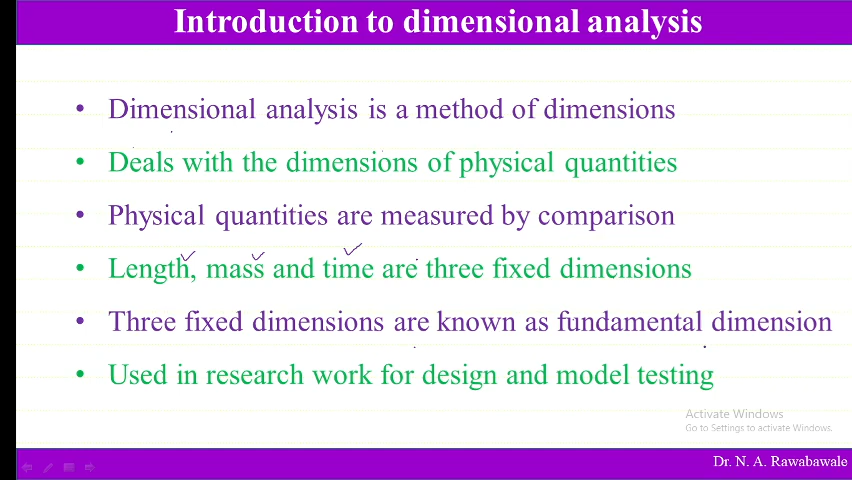 Introduction to dimensional analysis
• Dimensional analysis is a method of dimensions
• Deals with the dimensions of physical quantities
• Physical quantities are measured by comparison
• Length, mass and time are three fixed dimensions
• Three fixed dimensions are known as fundamental dimension
• Used in research work for design and model testing
Activate Windows
Go to Settings to activate Windows.
Dr. N. A. Rawabawale